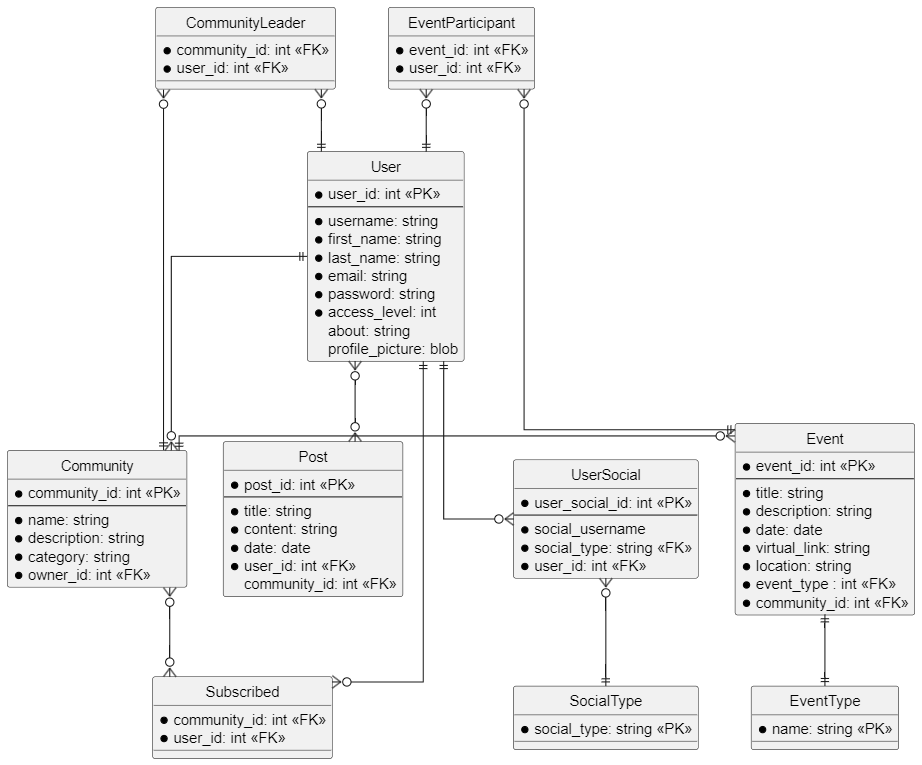 CommunityLeader
community_id: int «FK»
user_id: int «FK»
EventParticipant
event_id: int «FK»
user_id: int «FK»
User
user_id: int «PK»
username: string
first_name: string
last_name: string
email: string
password: string
access_level: int
about: string
profile_picture: blob
Community
community_id: int «PK»
name: string
description: string
category: string
owner_id: int «FK»
Post
post_id: int «PK»
title: string
content: string
date: date
user_id: int «FK»
community_id: int «FK»
UserSocial
user_social_id: int «PK»
social_username
social_type: string «FK»
user_id: int «FK»
Event
event_id: int «PK»
title: string
description: string
date: date
virtual_link: string
location: string
event_type : int «FK»
community_id: int «FK»
Subscribed
community_id: int «FK»
user_id: int «FK»
SocialType
social_type: string «PK»
EventType
name: string «PK»